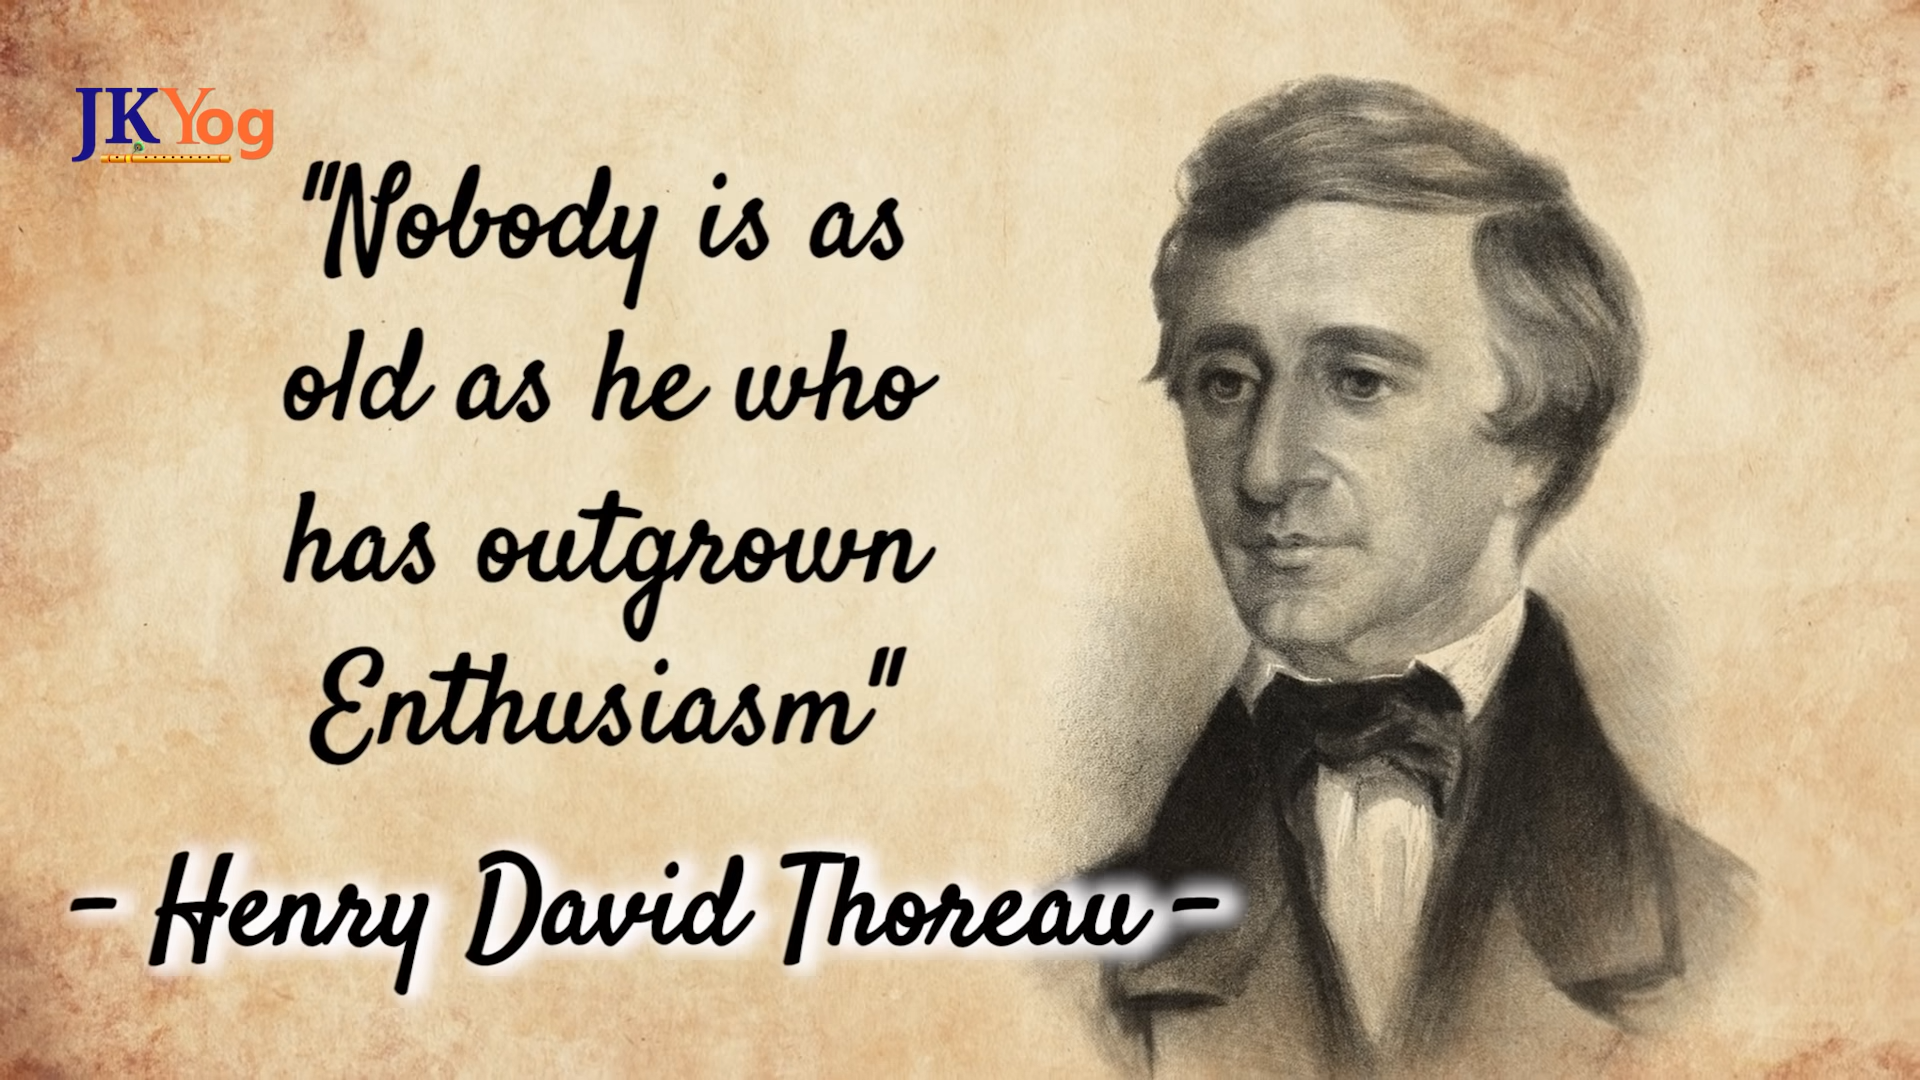 JKYog
"Nobody is as
old as he who
has outgrown
Enthusiasm"
- Henry David Thoreau -